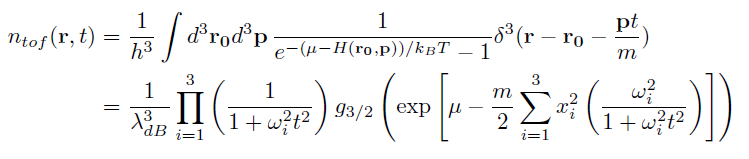 n_{tof}(\mathbf{r}, t) = \frac{1}{h^3} \int d^3\mathbf{r_0} d^3\mathbf{p} \frac{1}{e^{-(\mu - H(\mathbf{r_0}, \mathbf{p}))/k_B T} - 1} \delta^3(\mathbf{r} - \mathbf{r_0} - \frac{\mathbf{p}t}{m})
= \frac{1}{\lambda_{dB}^3} \prod_{i=1}^{3} \left( \frac{1}{1 + \omega_i^2 t^2} \right) g_{3/2} \left( \exp \left[ \mu - \frac{m}{2} \sum_{i=1}^{3} x_i^2 \left( \frac{\omega_i^2}{1 + \omega_i^2 t^2} \right) \right] \right)